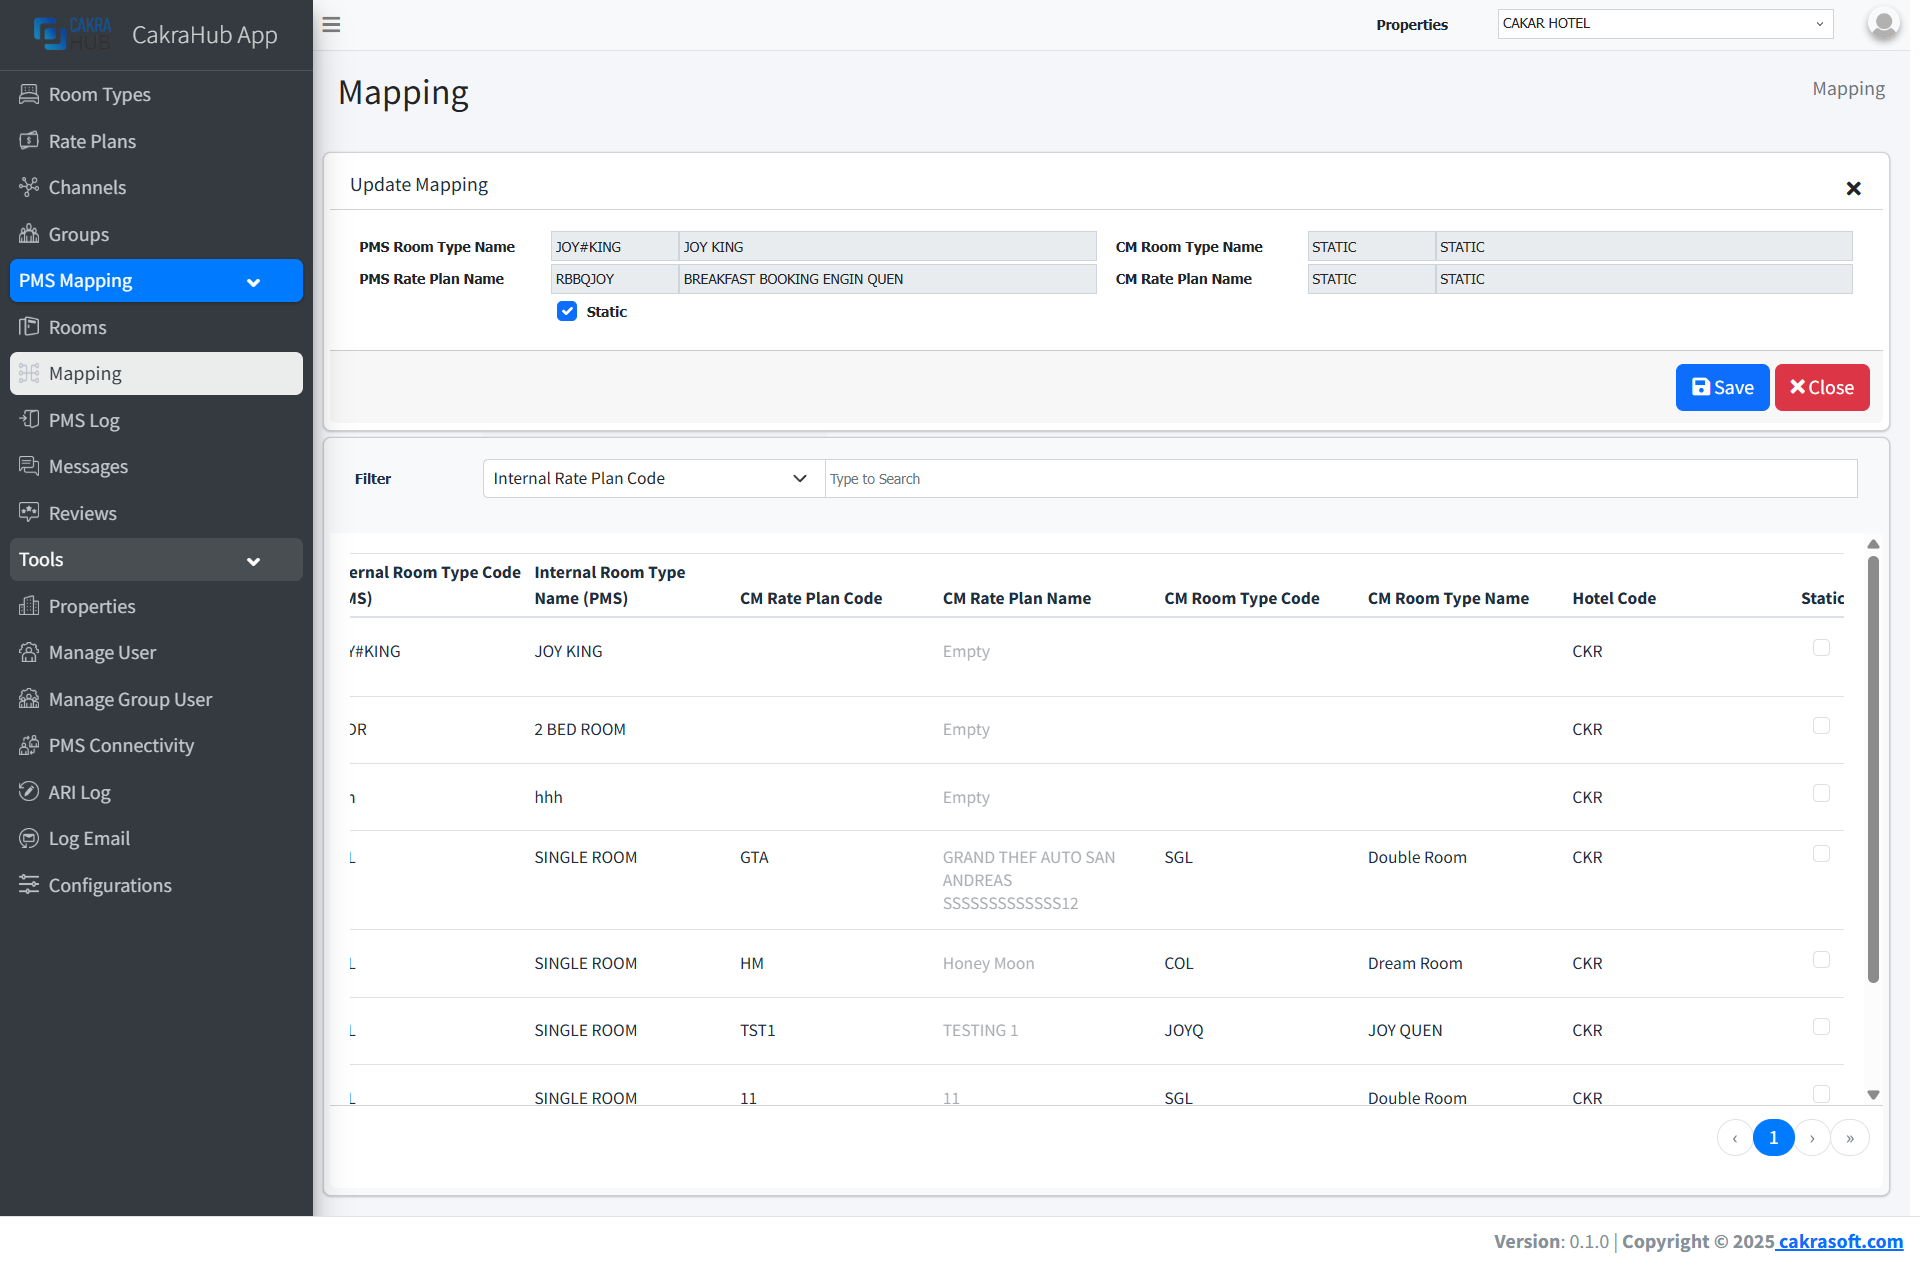 CAKRA
HUB
CakraHub App
Properties
CAKAR HOTEL
Room Types
Rate Plans
Channels
Groups
PMS Mapping
Rooms
Mapping
PMS Log
Messages
Reviews
Tools
Properties
Manage User
Manage Group User
PMS Connectivity
ARI Log
Log Email
Configurations
Mapping
Mapping
Update Mapping
PMS Room Type Name JOY#KING JOY KING CM Room Type Name STATIC STATIC
PMS Rate Plan Name RBBQJOY BREAKFAST BOOKING ENGIN QUEN CM Rate Plan Name STATIC STATIC
Static
Save Close
Filter Internal Rate Plan Code Type to Search
ernal Room Type Code Internal Room Type
MS) Name (PMS) CM Rate Plan Code CM Rate Plan Name CM Room Type Code CM Room Type Name Hotel Code Static
Y#KING JOY KING Empty CKR
OR 2 BED ROOM Empty CKR
hhh Empty CKR
L SINGLE ROOM GTA GRAND THEF AUTO SAN SGL Double Room CKR
ANDREAS
SSSSSSSSSSSSS12
L SINGLE ROOM HM Honey Moon COL Dream Room CKR
L SINGLE ROOM TST1 TESTING 1 JOYQ JOY QUEN CKR
L SINGLE ROOM 11 11 SGL Double Room CKR
‹ 1 › »
Version: 0.1.0 | Copyright © 2025 cakrasoft.com